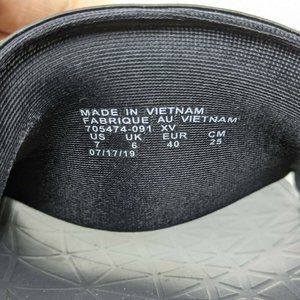 MADE IN VIETNAM
FABRIQUE AU VIETNAM
705474-091 XV
US UK EUR CM
7 6 40 25
07/17/19